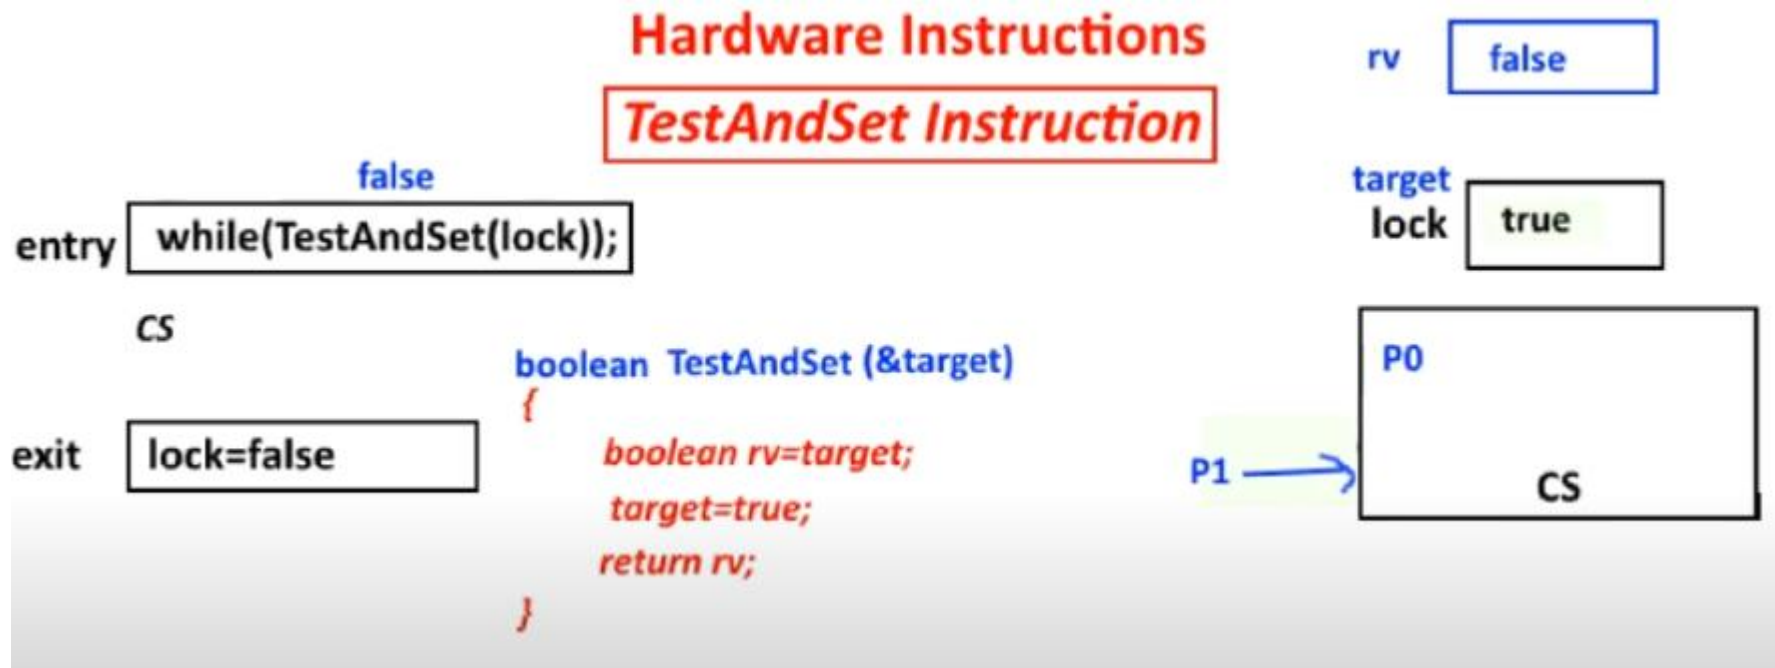 Hardware Instructions
TestAndSet Instruction
rv false
false
target
entry while(TestAndSet(lock));
lock true
CS
boolean TestAndSet (&target)
{
boolean rv=target;
target=true;
return rv;
}
exit lock=false
P0
P1
CS